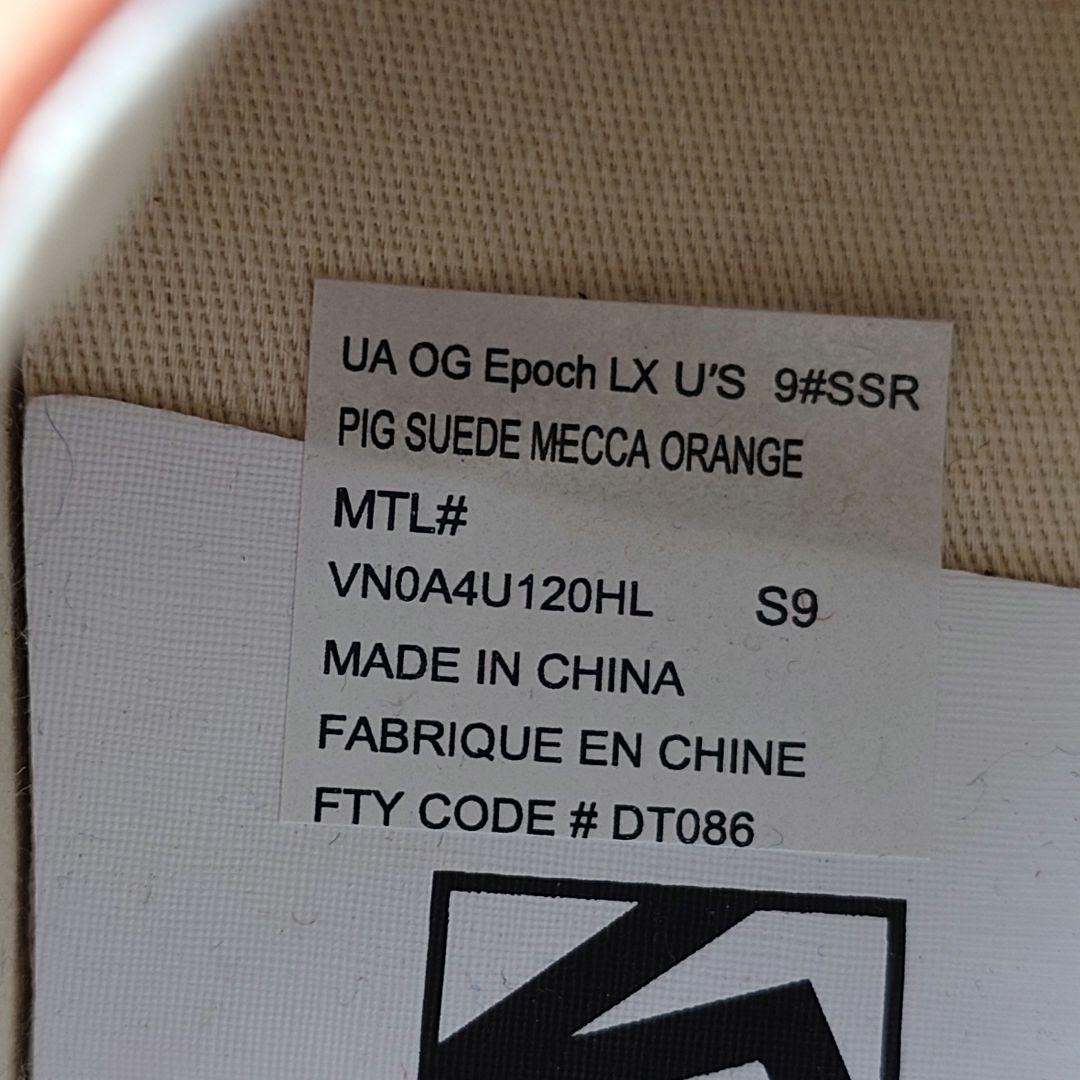 UA OG Epoch LX U'S 9#SSR
PIG SUEDE MECCA ORANGE
MTL#
VN0A4U120HL S9
MADE IN CHINA
FABRIQUE EN CHINE
FTY CODE # DT086